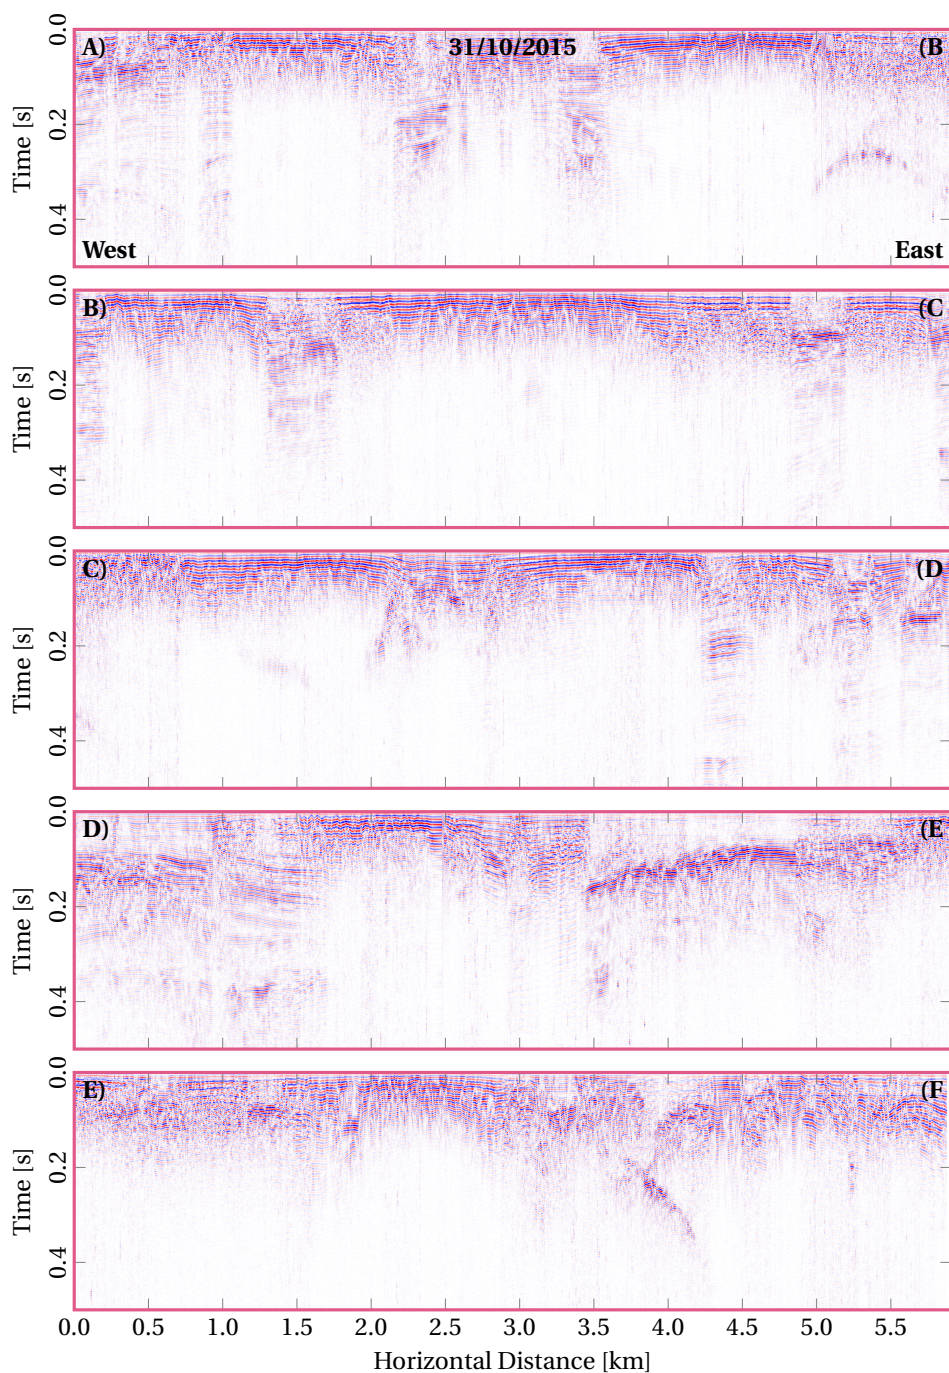 0.0
A)
31/10/2015
(B
0.2
Time [s]
0.4
West
East
0.0
B)
(C
0.2
Time [s]
0.4
0.0
C)
(D
0.2
Time [s]
0.4
0.0
D)
(E
0.2
Time [s]
0.4
0.0
E)
(F
0.2
Time [s]
0.4
0.0 0.5 1.0 1.5 2.0 2.5 3.0 3.5 4.0 4.5 5.0 5.5
Horizontal Distance [km]